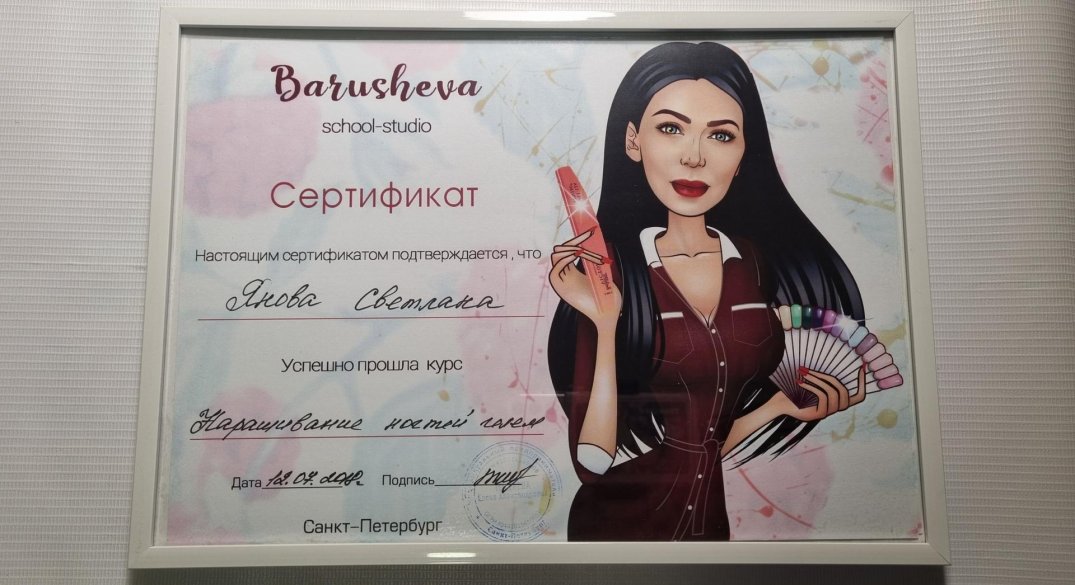 Barusheva
school-studio
Сертификат
Настоящим сертификатом подтверждается, что
Янова Светлана
Успешно прошла курс
Наращивание ногтей гелем
Дата 12.07. Подпись
Санкт-Петербург